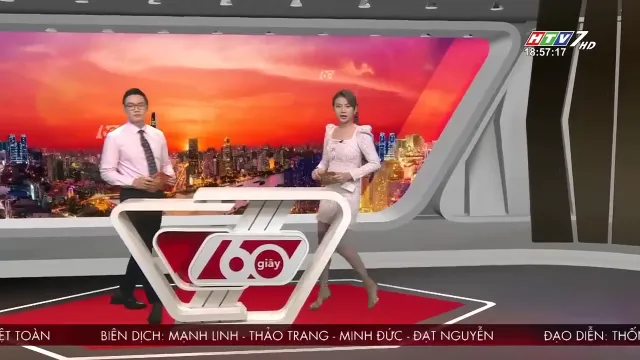 HTV7 HD
18:57:17
60 giây
ỆT TOÀN BIÊN DỊCH: MẠNH LINH - THẢO TRANG - MINH ĐỨC - ĐẠT NGUYỄN ĐẠO DIỄN: THỐN